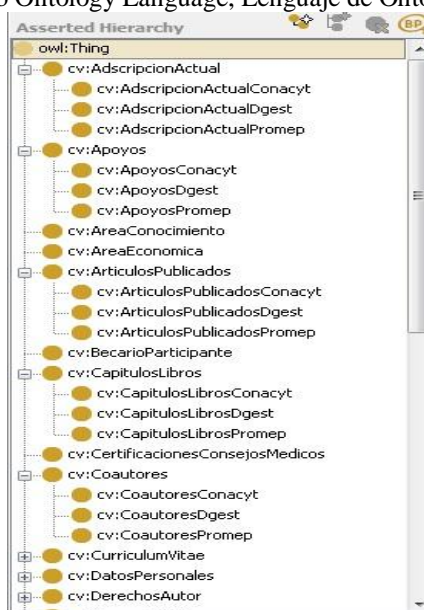 Ontology Language, Lenguaje de
Asserted Hierarchy
owl:Thing
cv:AdscripcionActual
cv:AdscripcionActualConacyt
cv:AdscripcionActualDgest
cv:AdscripcionActualPromep
cv:Apoyos
cv:ApoyosConacyt
cv:ApoyosDgest
cv:ApoyosPromep
cv:AreaConocimiento
cv:AreaEconomica
cv:ArticulosPublicados
cv:ArticulosPublicadosConacyt
cv:ArticulosPublicadosDgest
cv:ArticulosPublicadosPromep
cv:BecarioParticipante
cv:CapitulosLibros
cv:CapitulosLibrosConacyt
cv:CapitulosLibrosDgest
cv:CapitulosLibrosPromep
cv:CertificacionesConsejosMedicos
cv:Coautores
cv:CoautoresConacyt
cv:CoautoresDgest
cv:CoautoresPromep
cv:CurriculumVitae
cv:DatosPersonales
cv:DerechosAutor